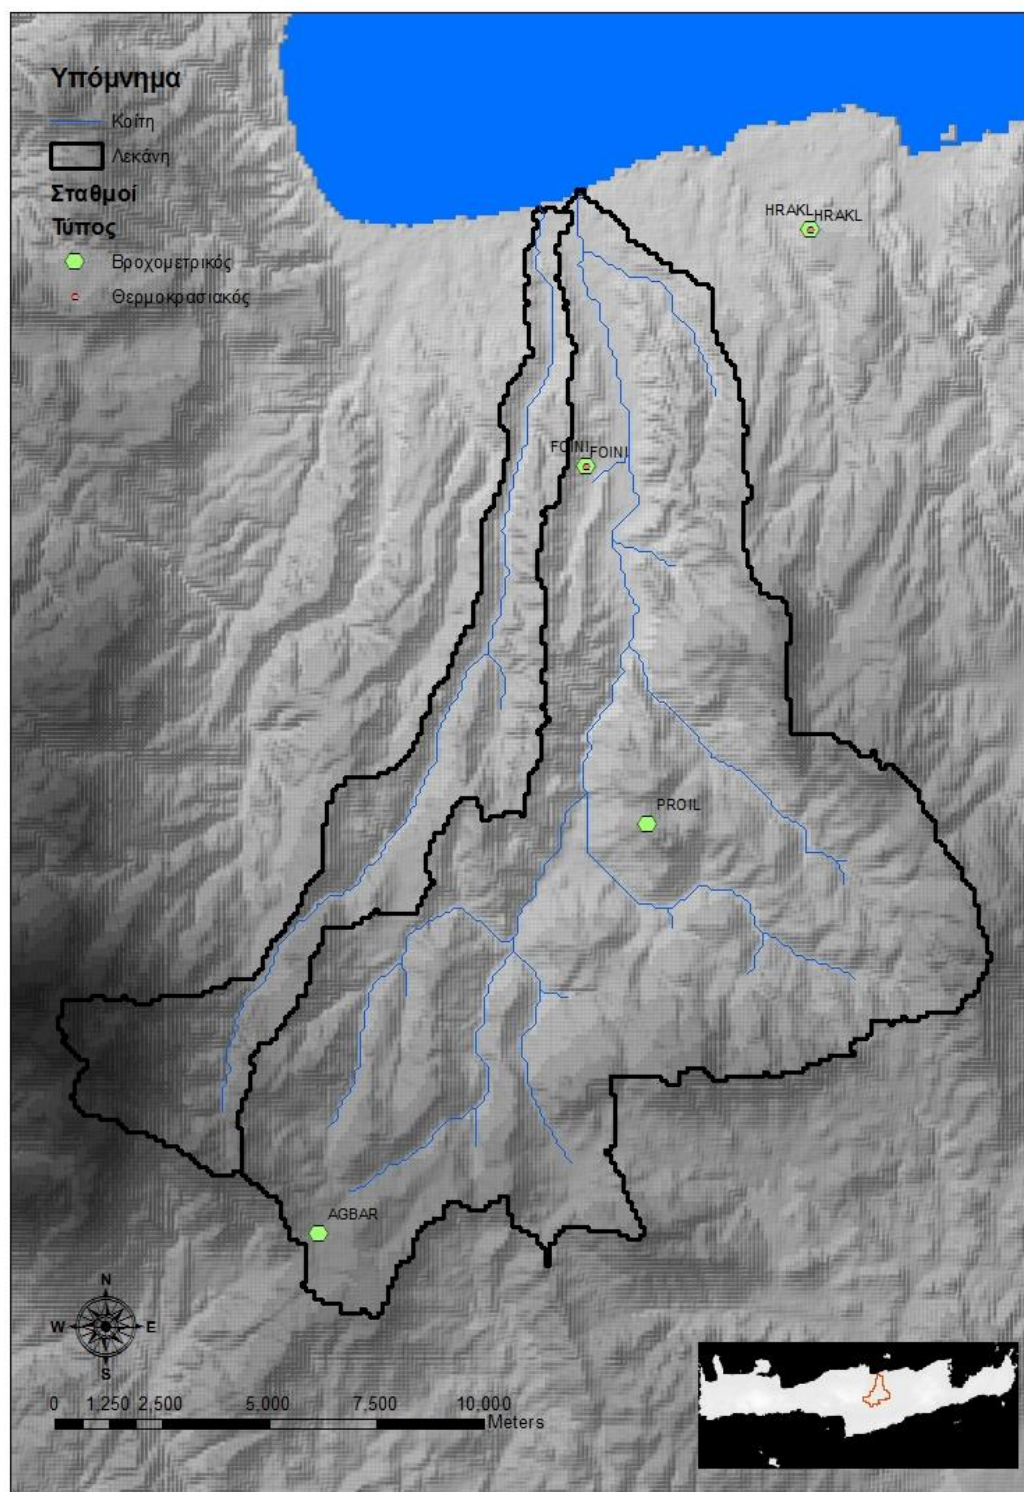 Υπόμνημα
Κοίτη
Λεκάνη
Σταθμοί
Τύπος
Βροχομετρικός
Θερμοκρασιακός
HRAKL HRAKL
FOINI FOINI
PROIL
AGBAR
N
W E
S
0 1,250 2,500 5,000 7,500 10,000
Meters